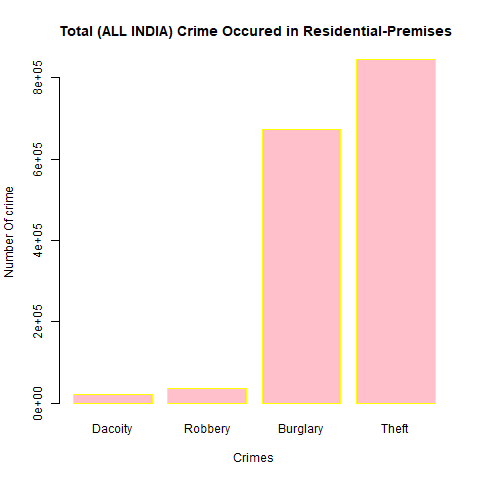 Total (ALL INDIA) Crime Occured in Residential-Premises
Number Of crime
8e+05
6e+05
4e+05
2e+05
0e+00
Dacoity Robbery Burglary Theft
Crimes